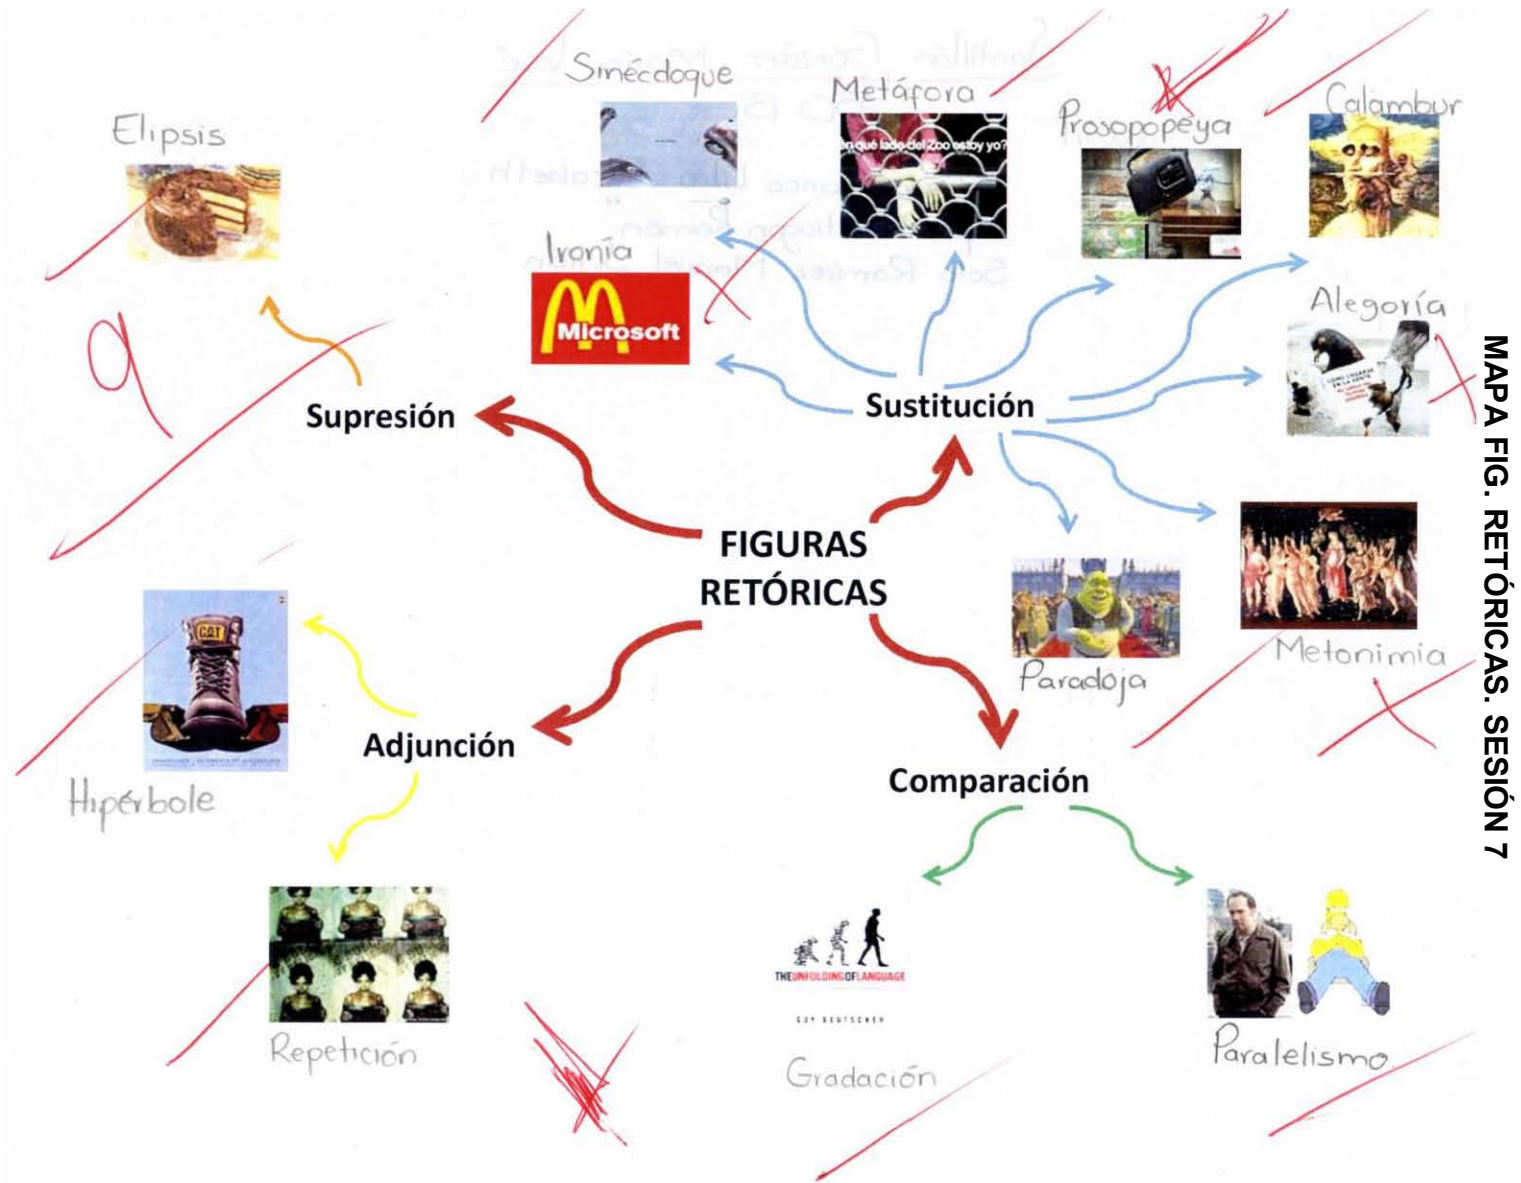 Sinécdoque
Metáfora
Prosopopeya
Calambur
Elipsis
¿en qué lado del Zoo estoy yo?
Ironía
Microsoft
Alegoría
9
Supresión
Sustitución
MAPA FIG. RETÓRICAS. SESIÓN 7
FIGURAS
RETÓRICAS
CAT
Metonimia
Paradoja
Adjunción
Comparación
Hipérbole
THE UNFOLDING OF LANGUAGE
GUY DEUTSCHER
Repetición
Gradación
Paralelismo